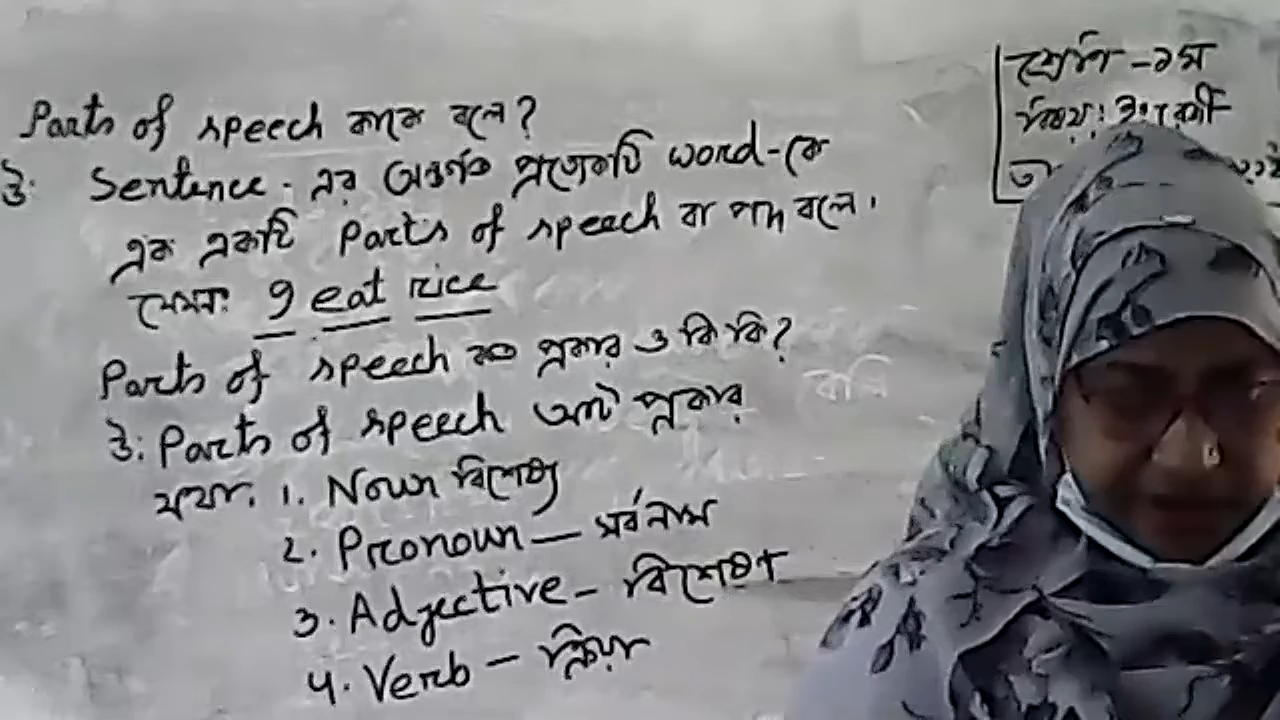 শ্রেণি - ১ম
বিষয়: ইংরেজী
Parts of speech কাকে বলে?
উ: Sentence - এর অন্তর্গত প্রত্যেকটি word-কে
এক একটি Parts of speech বা পদ বলে।
যেমন: I eat rice
Parts of speech কত প্রকার ও কি কি?
উ: Parts of speech আট প্রকার
যথা: 1. Noun বিশেষ্য
2. Pronoun — সর্বনাম
3. Adjective – বিশেষণ
4. Verb – ক্রিয়া